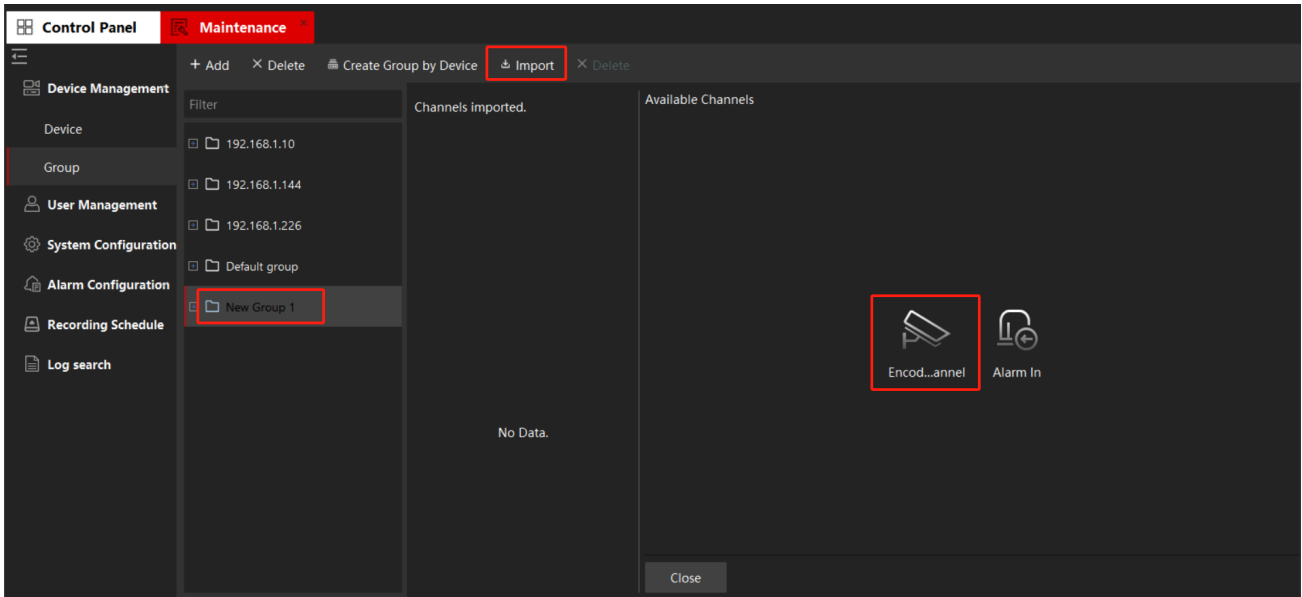 Control Panel
Maintenance
Device Management
Device
Group
User Management
System Configuration
Alarm Configuration
Recording Schedule
Log search
+ Add × Delete Create Group by Device Import × Delete
Filter
192.168.1.10
192.168.1.144
192.168.1.226
Default group
New Group 1
Channels imported.
No Data.
Available Channels
Encod...annel
Alarm In
Close